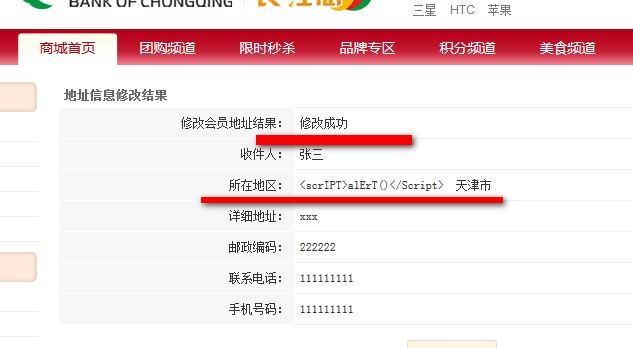 BANK OF CHONGQING
三星 HTC 苹果
商城首页 团购频道 限时秒杀 品牌专区 积分频道 美食频道
地址信息修改结果
修改会员地址结果： 修改成功
收件人： 张三
所在地区： <scrIPT>alErT()</Script> 天津市
详细地址： xxx
邮政编码： 222222
联系电话： 111111111
手机号码： 111111111